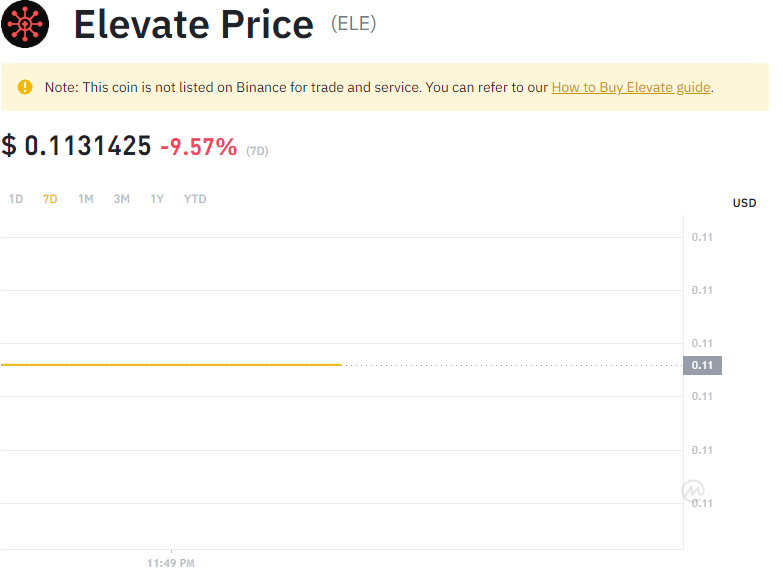 Elevate Price (ELE)
Note: This coin is not listed on Binance for trade and service. You can refer to our How to Buy Elevate guide.
$ 0.1131425 -9.57% (7D)
1D 7D 1M 3M 1Y YTD
USD
0.11
0.11
0.11
0.11
0.11
0.11
0.11
11:49 PM